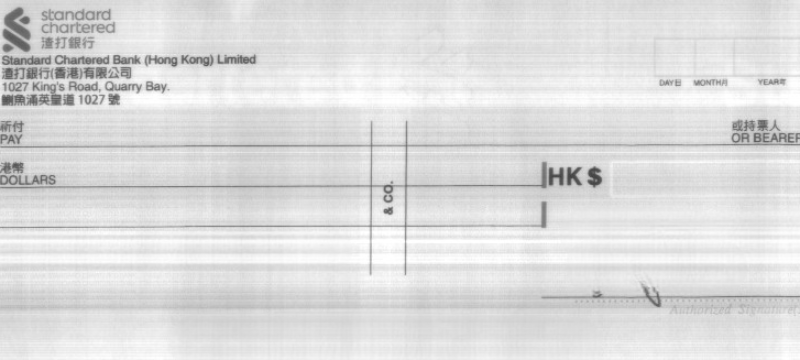 standard
chartered
渣打銀行
Standard Chartered Bank (Hong Kong) Limited
渣打銀行(香港)有限公司
1027 King's Road, Quarry Bay.
鰂魚涌英皇道 1027 號
DAY日 MONTH月 YEAR年
祈付
PAY
或持票人
OR BEARER
港幣
DOLLARS
& CO.
HK $
Authorized Signature(